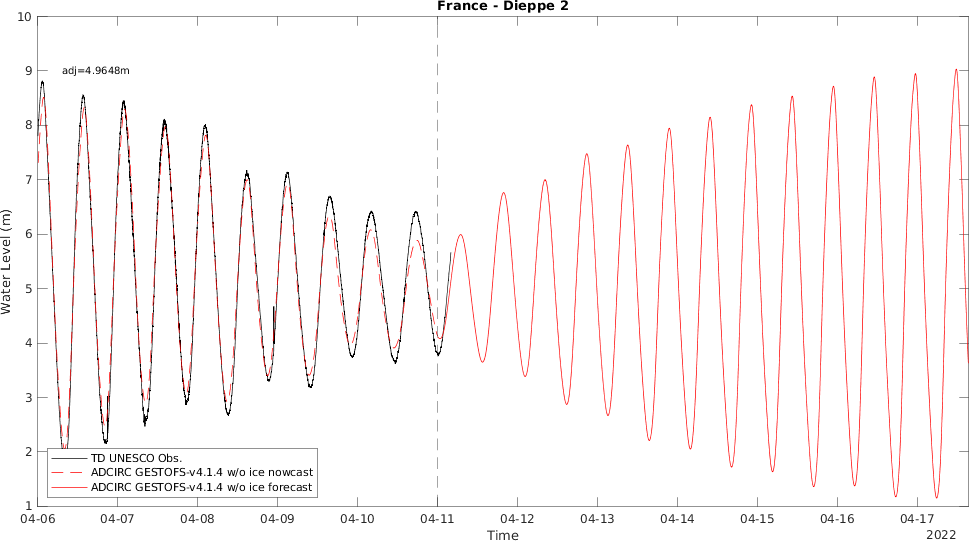 France - Dieppe 2
10
9
8
7
6
5
4
3
2
1
Water Level (m)
adj=4.9648m
TD UNESCO Obs.
ADCIRC GESTOFS-v4.1.4 w/o ice nowcast
ADCIRC GESTOFS-v4.1.4 w/o ice forecast
04-06 04-07 04-08 04-09 04-10 04-11 04-12 04-13 04-14 04-15 04-16 04-17
Time
2022